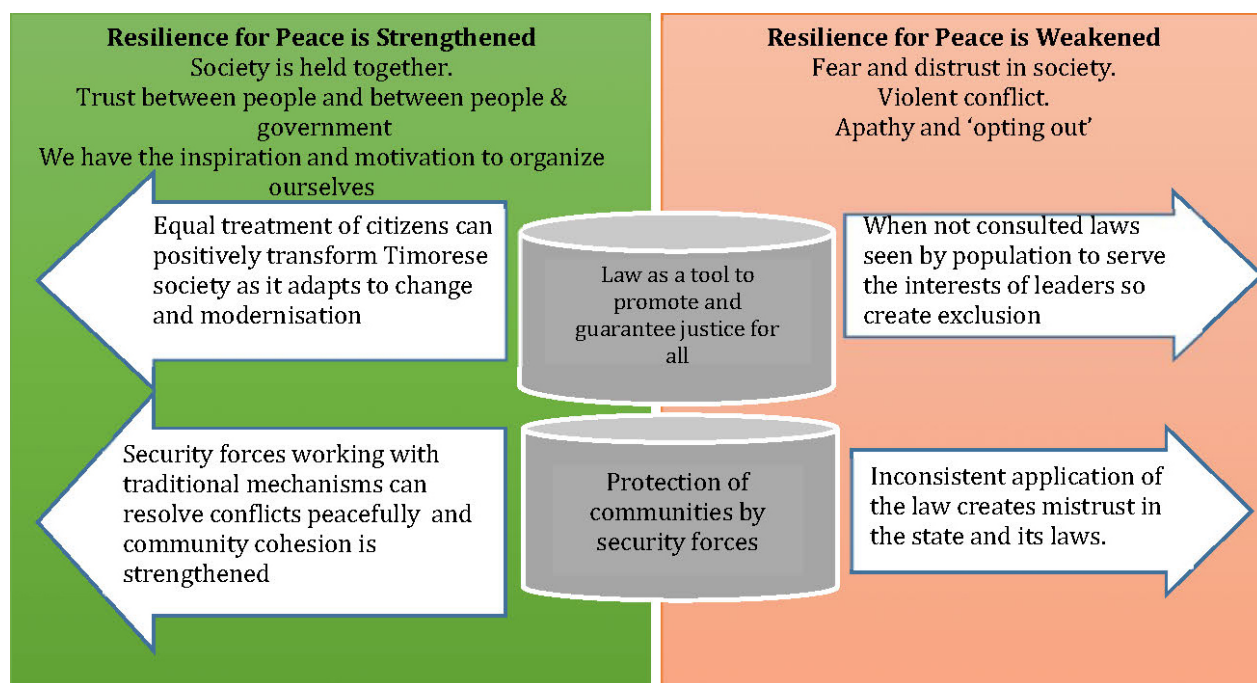 Resilience for Peace is Strengthened
Society is held together.
Trust between people and between people &
government
We have the inspiration and motivation to organize
ourselves
Resilience for Peace is Weakened
Fear and distrust in society.
Violent conflict.
Apathy and ‘opting out’
Equal treatment of citizens can
positively transform Timorese
society as it adapts to change
and modernisation
Law as a tool to
promote and
guarantee justice for
all
When not consulted laws
seen by population to serve
the interests of leaders so
create exclusion
Security forces working with
traditional mechanisms can
resolve conflicts peacefully and
community cohesion is
strengthened
Protection of
communities by
security forces
Inconsistent application of
the law creates mistrust in
the state and its laws.